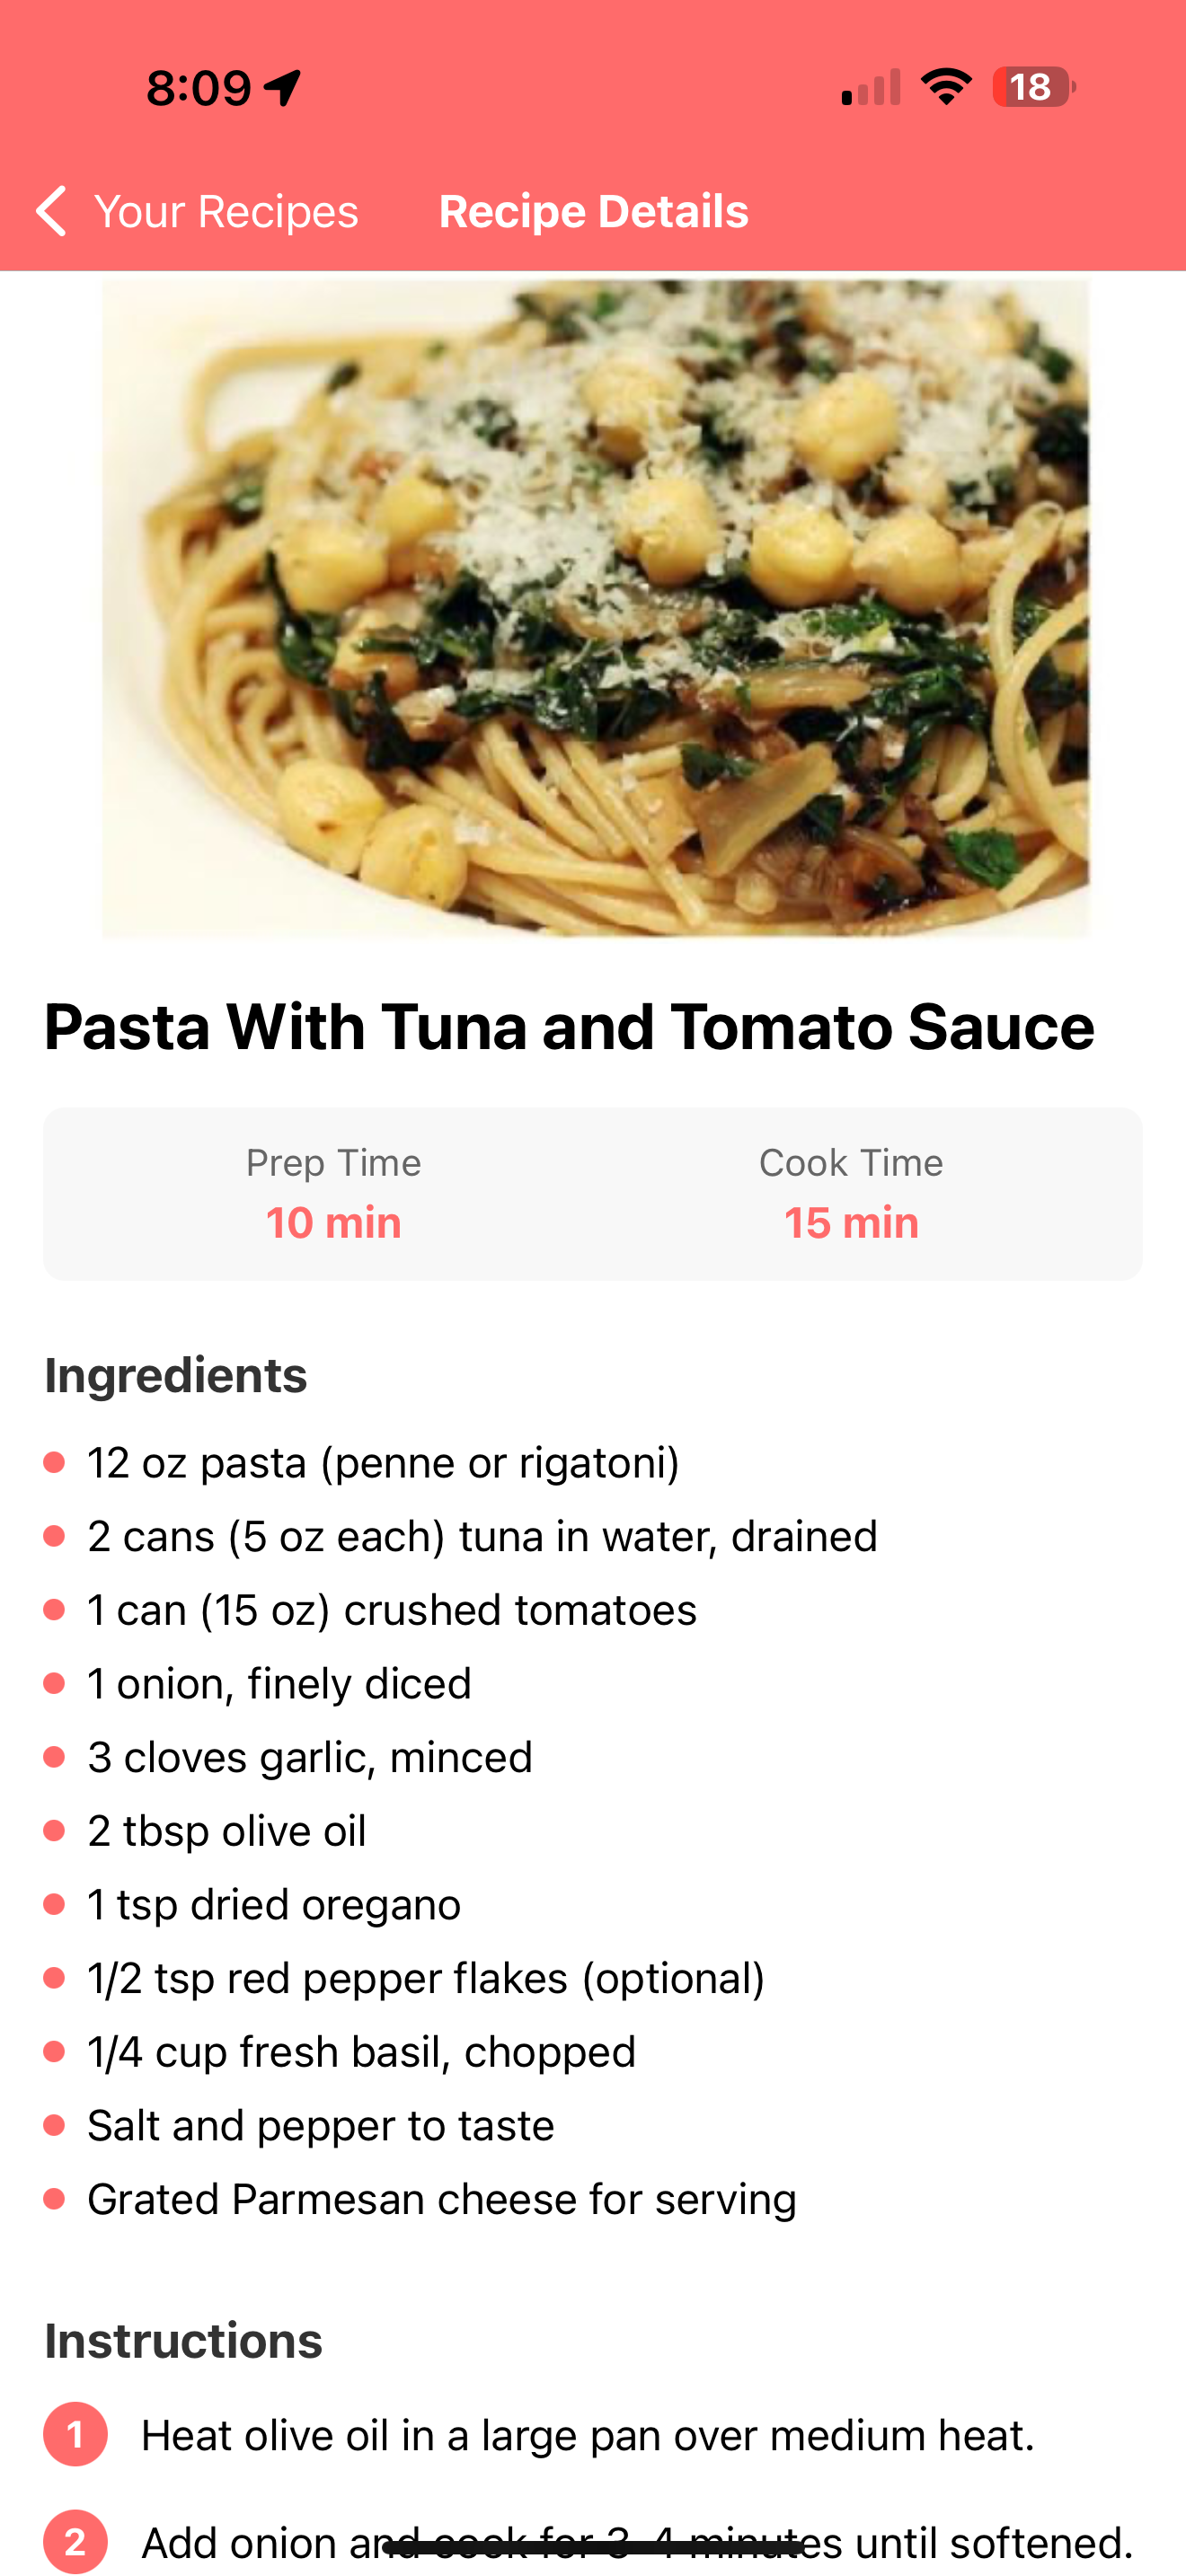 8:09
18
Your Recipes
Recipe Details
Pasta With Tuna and Tomato Sauce
Prep Time
Cook Time
10 min
15 min
Ingredients
12 oz pasta (penne or rigatoni)
2 cans (5 oz each) tuna in water, drained
1 can (15 oz) crushed tomatoes
1 onion, finely diced
3 cloves garlic, minced
2 tbsp olive oil
1 tsp dried oregano
1/2 tsp red pepper flakes (optional)
1/4 cup fresh basil, chopped
Salt and pepper to taste
Grated Parmesan cheese for serving
Instructions
1 Heat olive oil in a large pan over medium heat.
2 Add onion and cook for 3-4 minutes until softened.